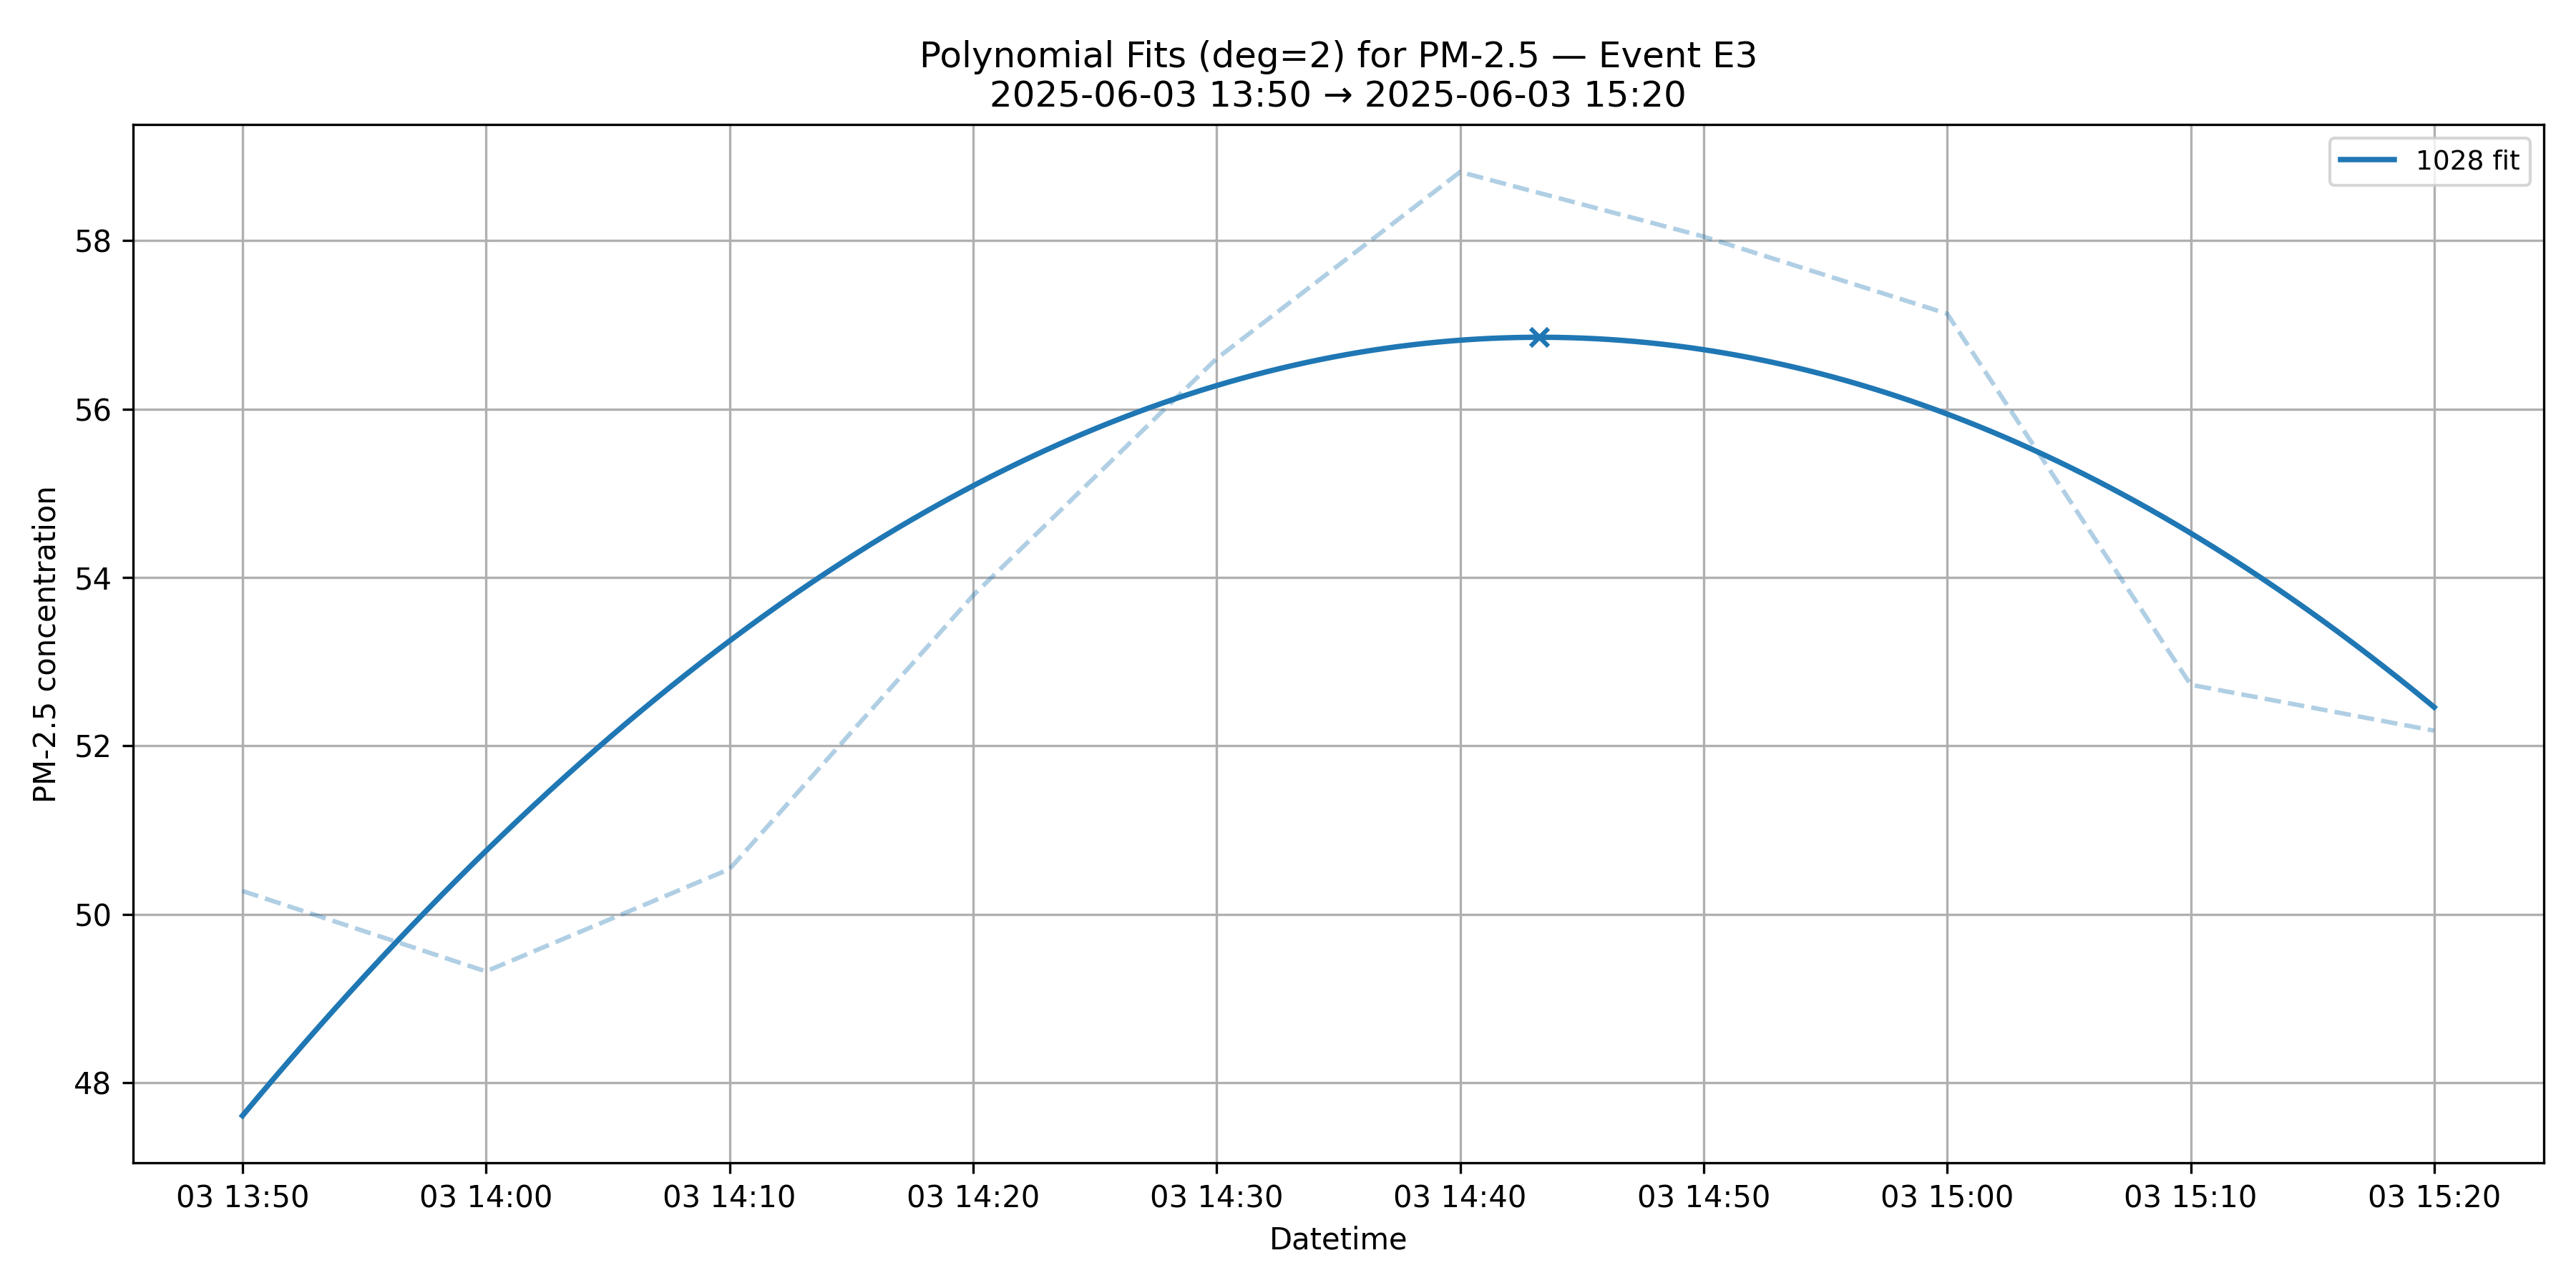 Polynomial Fits (deg=2) for PM-2.5 — Event E3
2025-06-03 13:50 → 2025-06-03 15:20
1028 fit
PM-2.5 concentration
58
56
54
52
50
48
03 13:50 03 14:00 03 14:10 03 14:20 03 14:30 03 14:40 03 14:50 03 15:00 03 15:10 03 15:20
Datetime